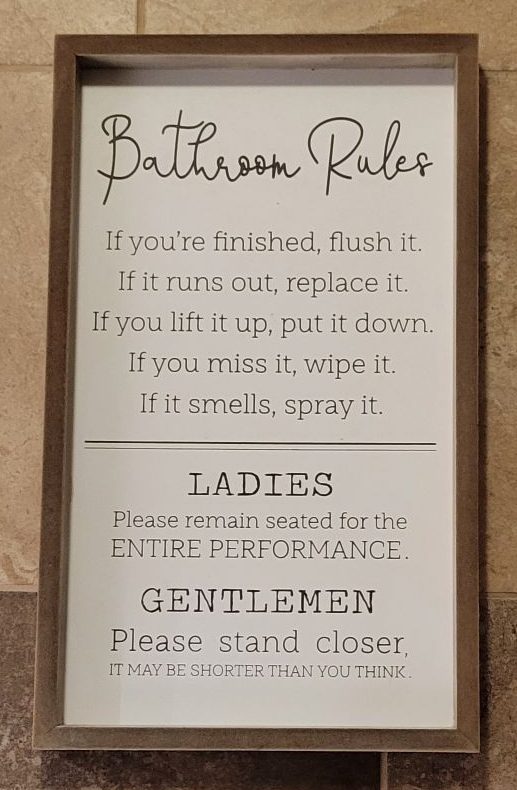 Bathroom Rules
If you're finished, flush it.
If it runs out, replace it.
If you lift it up, put it down.
If you miss it, wipe it.
If it smells, spray it.
LADIES
Please remain seated for the
ENTIRE PERFORMANCE.
GENTLEMEN
Please stand closer,
IT MAY BE SHORTER THAN YOU THINK.